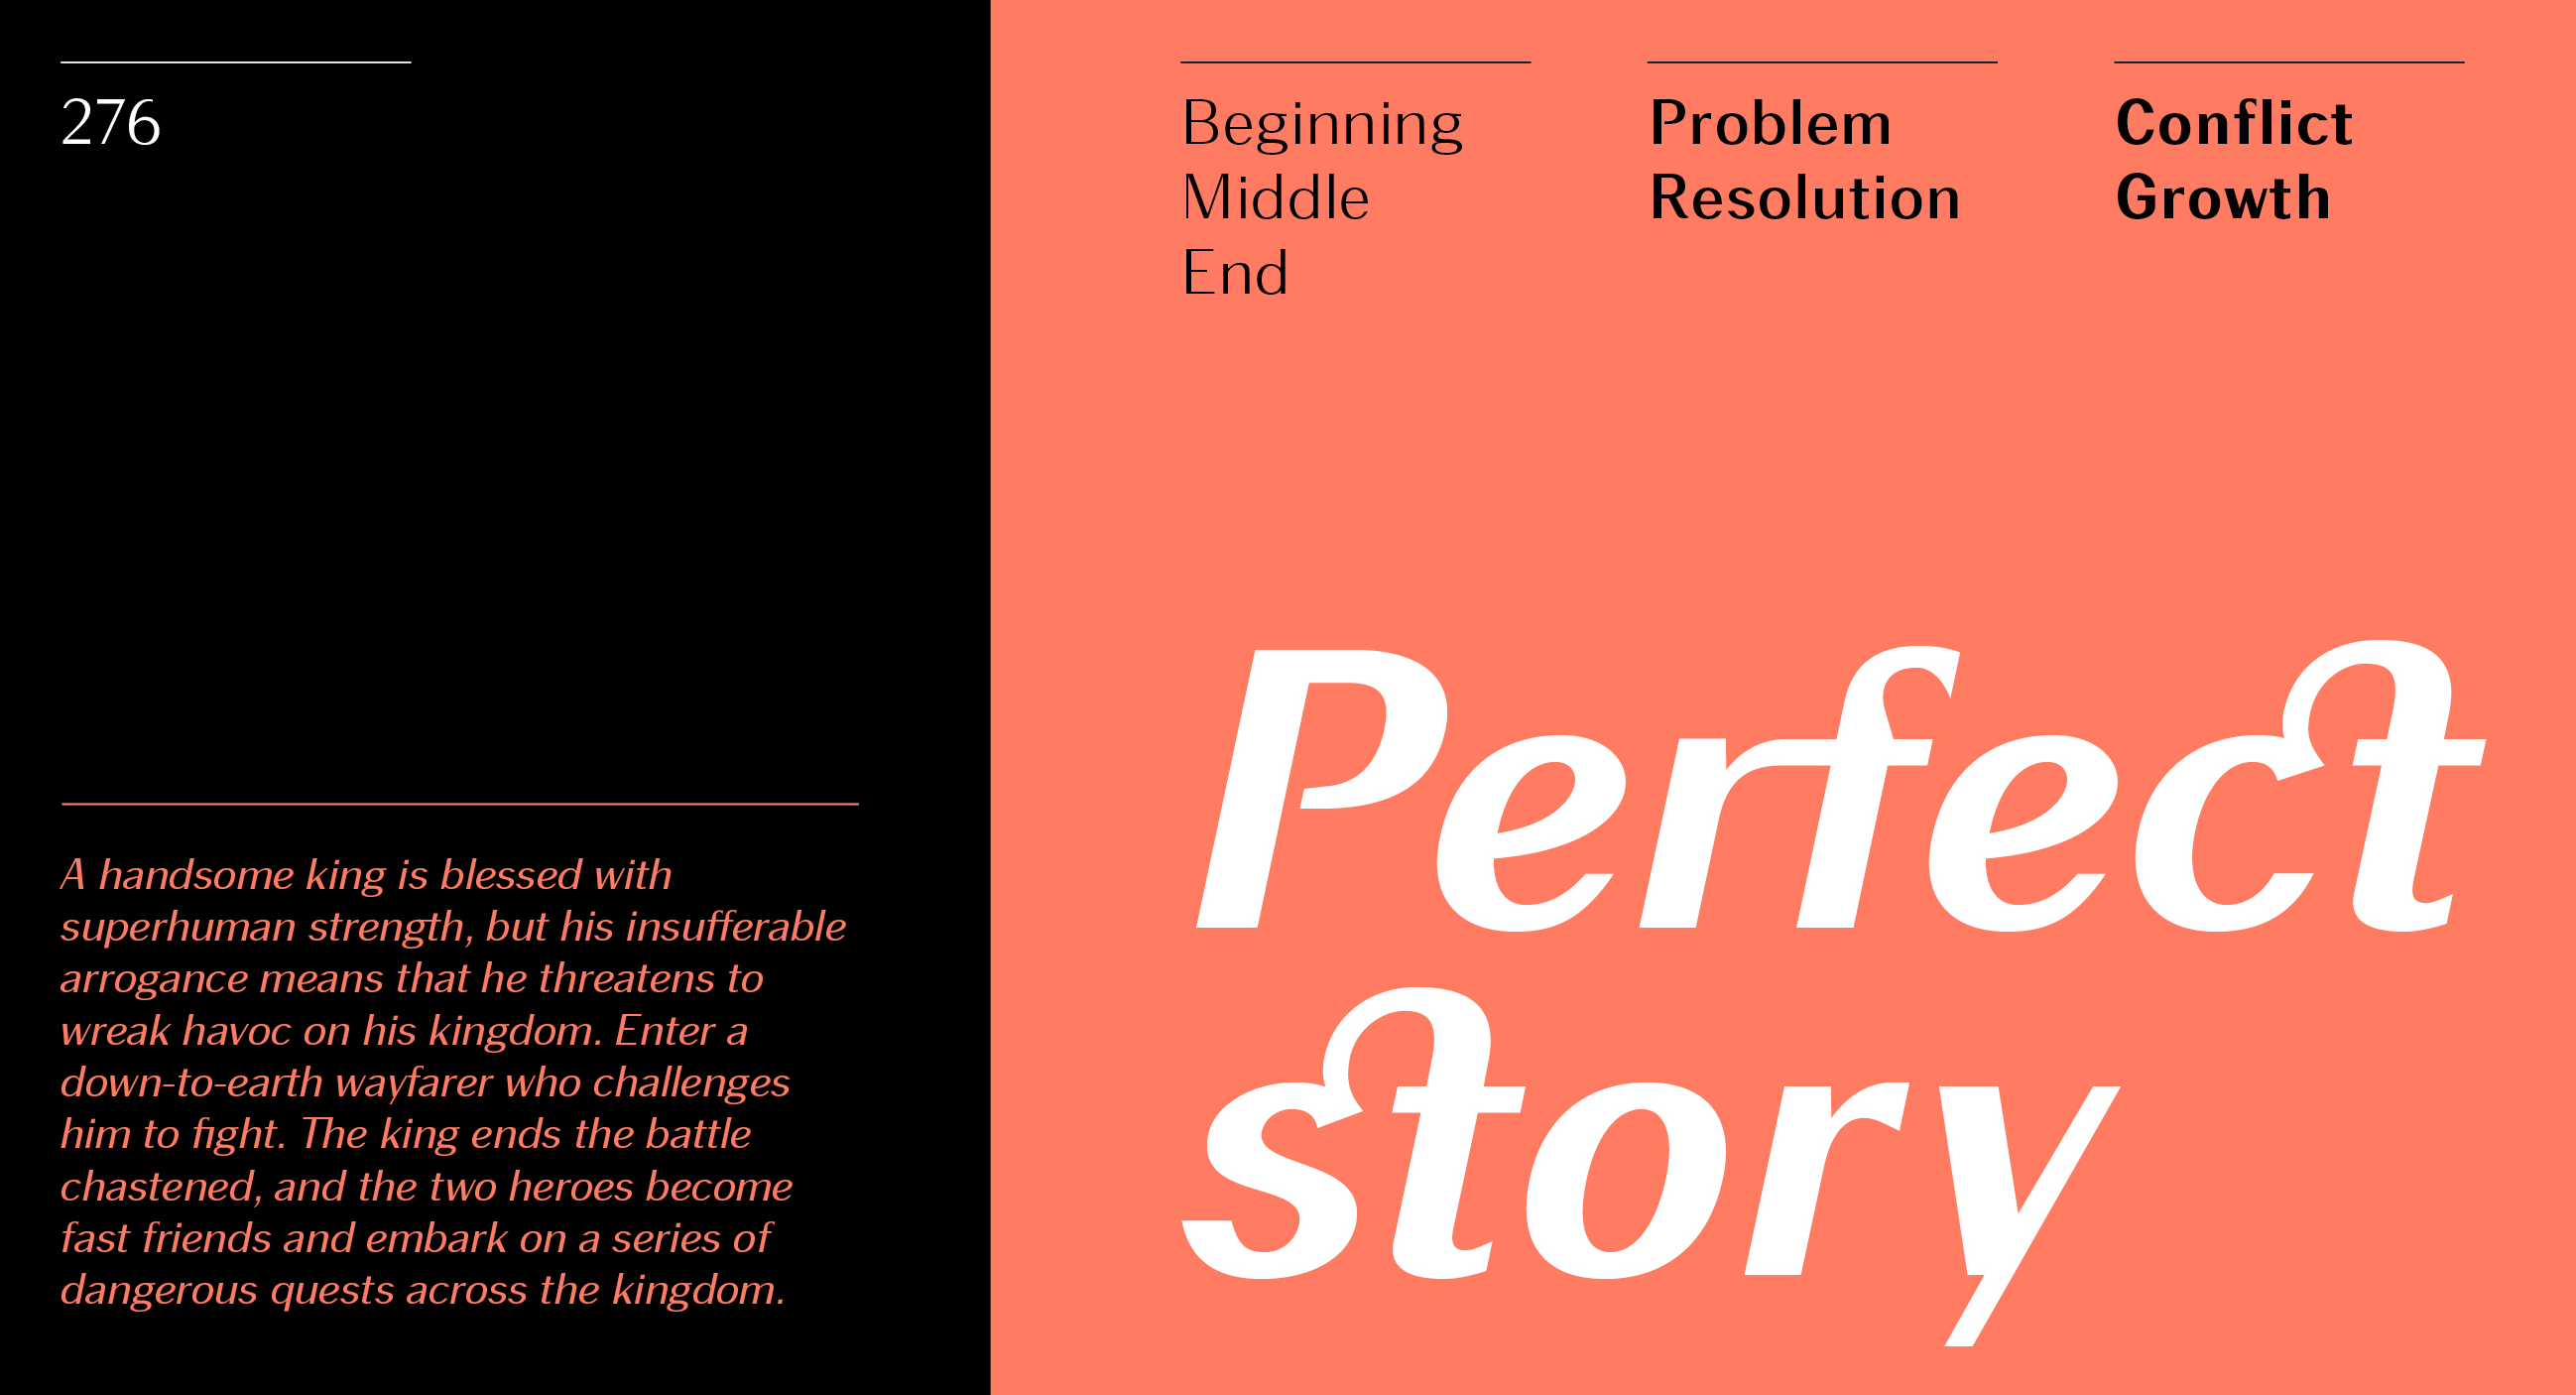 276
A handsome king is blessed with
superhuman strength, but his insufferable
arrogance means that he threatens to
wreak havoc on his kingdom. Enter a
down-to-earth wayfarer who challenges
him to fight. The king ends the battle
chastened, and the two heroes become
fast friends and embark on a series of
dangerous quests across the kingdom.
Beginning
Middle
End
Problem
Resolution
Conflict
Growth
Perfect
story